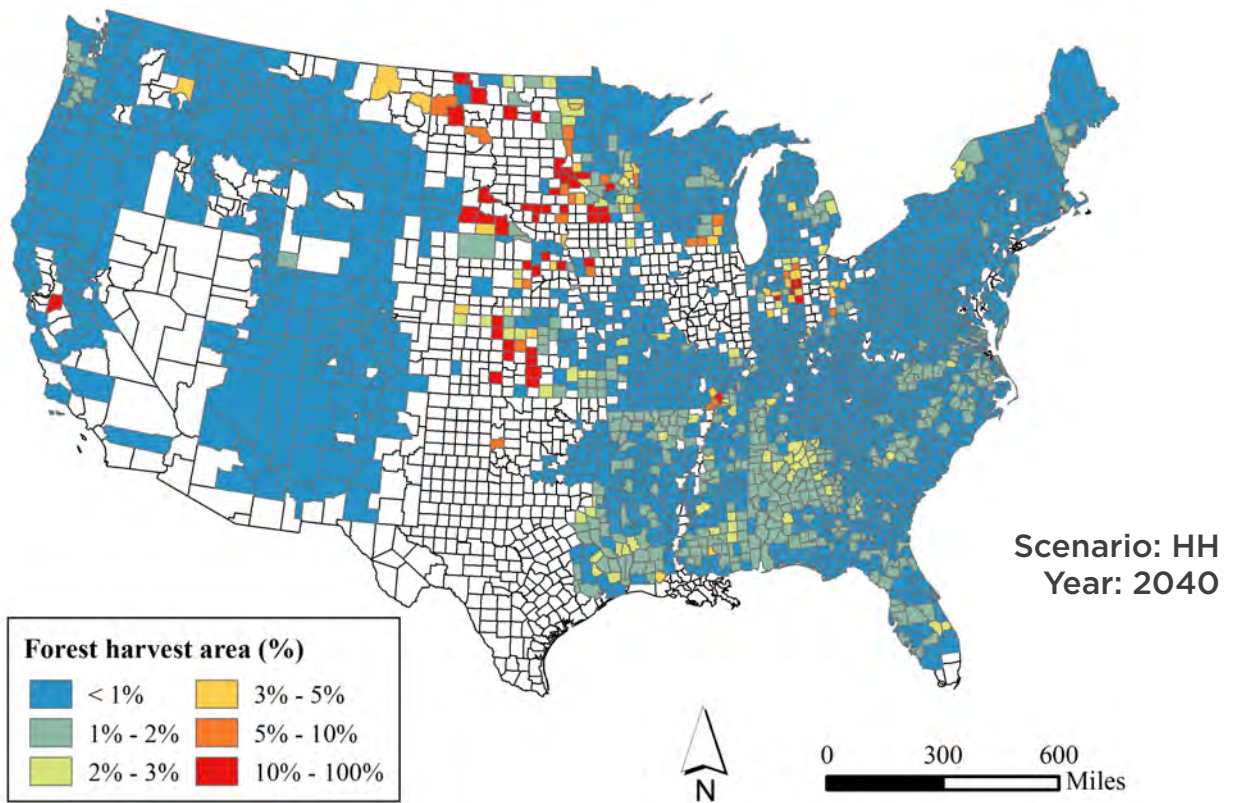 Scenario: HH
Year: 2040
Forest harvest area (%)
< 1%
1% - 2%
2% - 3%
3% - 5%
5% - 10%
10% - 100%
N
0 300 600
Miles